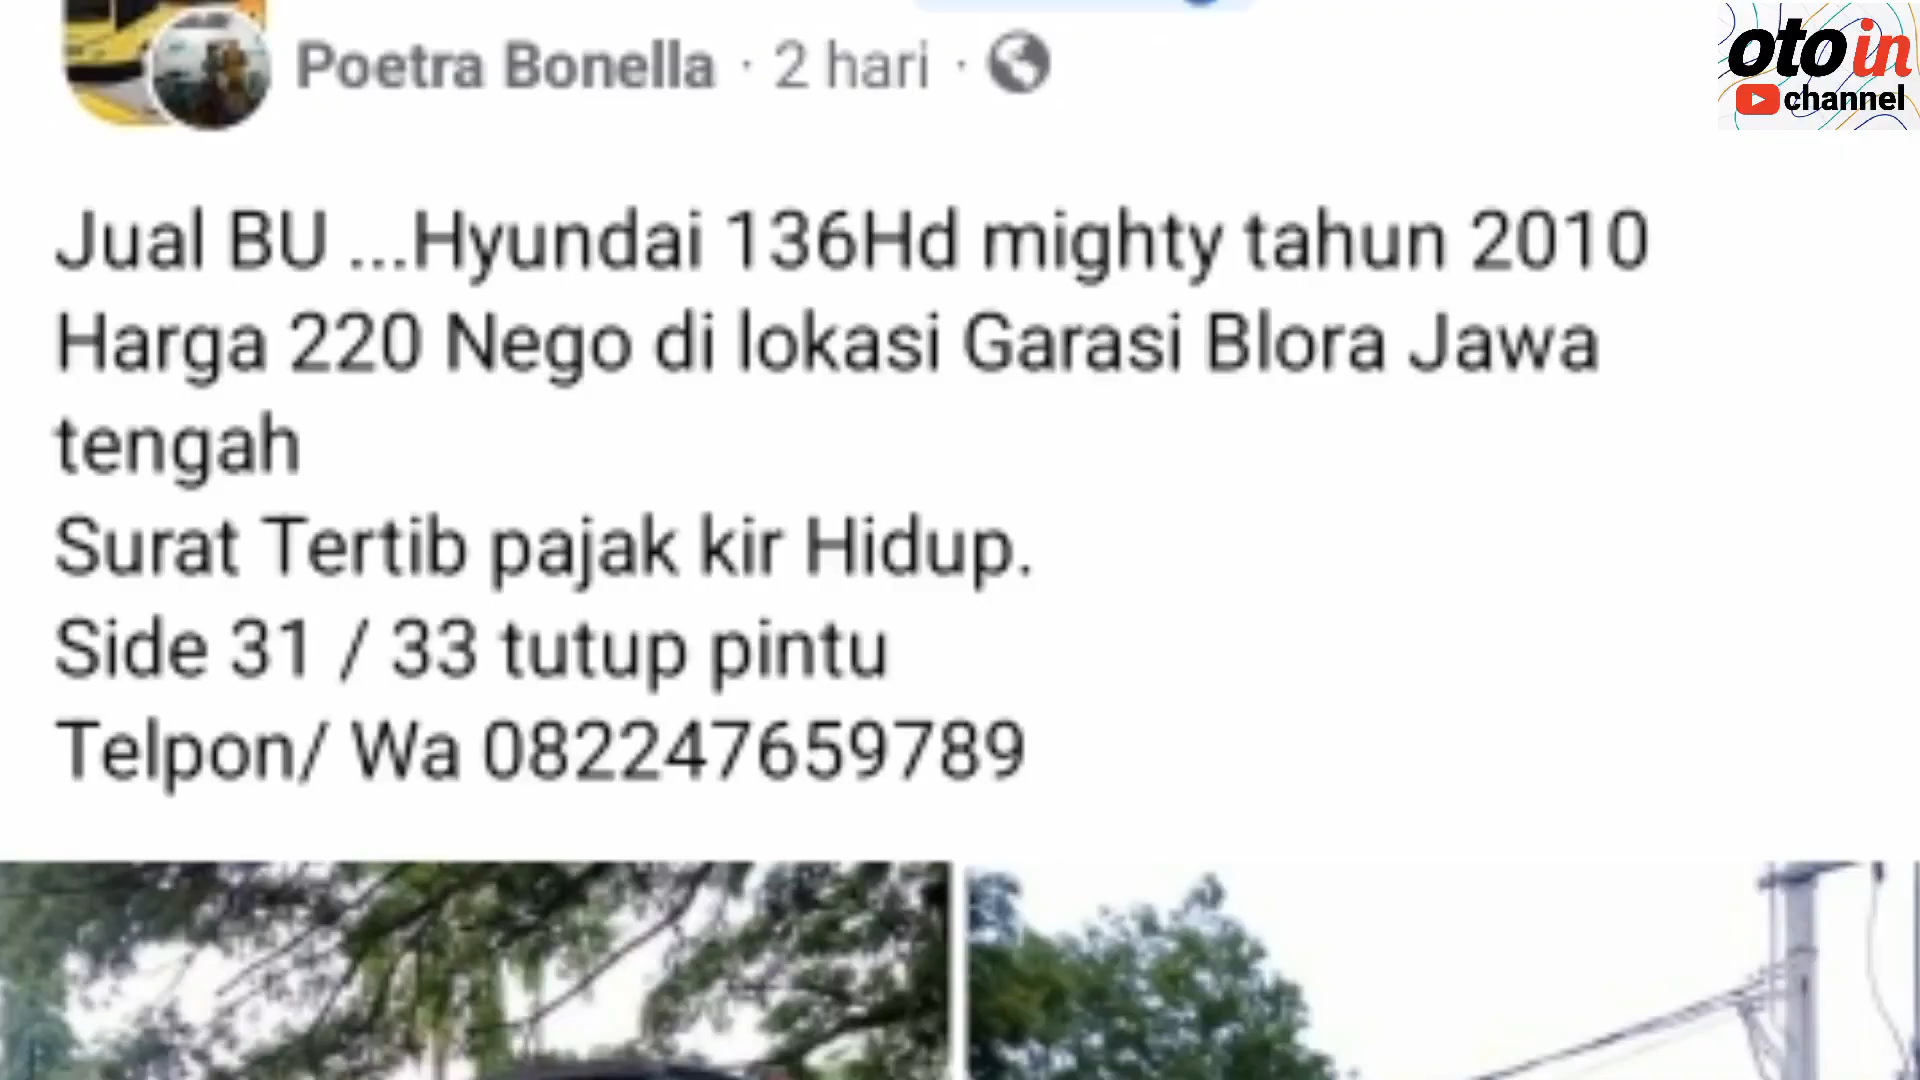 Poetra Bonella · 2 hari ·
otoin
channel
Jual BU ...Hyundai 136Hd mighty tahun 2010
Harga 220 Nego di lokasi Garasi Blora Jawa
tengah
Surat Tertib pajak kir Hidup.
Side 31 / 33 tutup pintu
Telpon/ Wa 082247659789